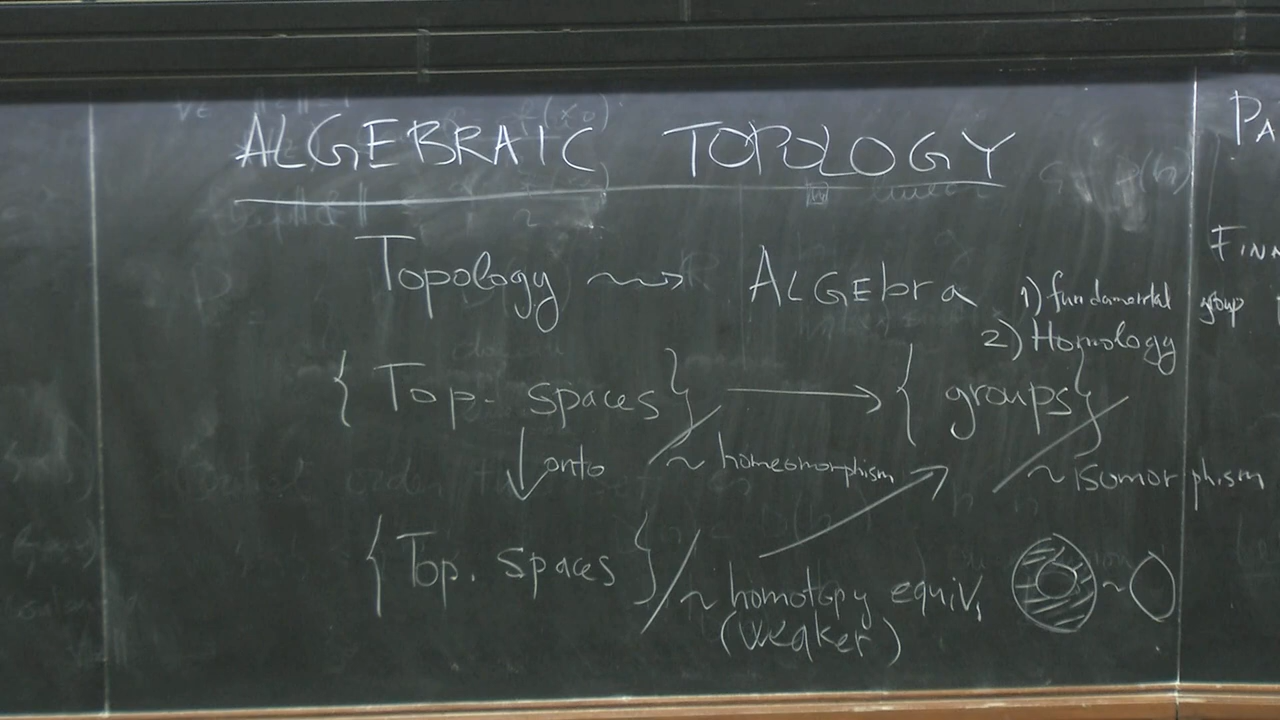 ALGEBRAIC TOPOLOGY
Topology ⇝ ALGEbra
1) fundamental group
2) Homology
{ Top. spaces } / ~ homeomorphism → { groups } / ~ isomorphism
↓ onto
{ Top. spaces } / ~ homotopy equiv.
(weaker)
~
PA
FINA